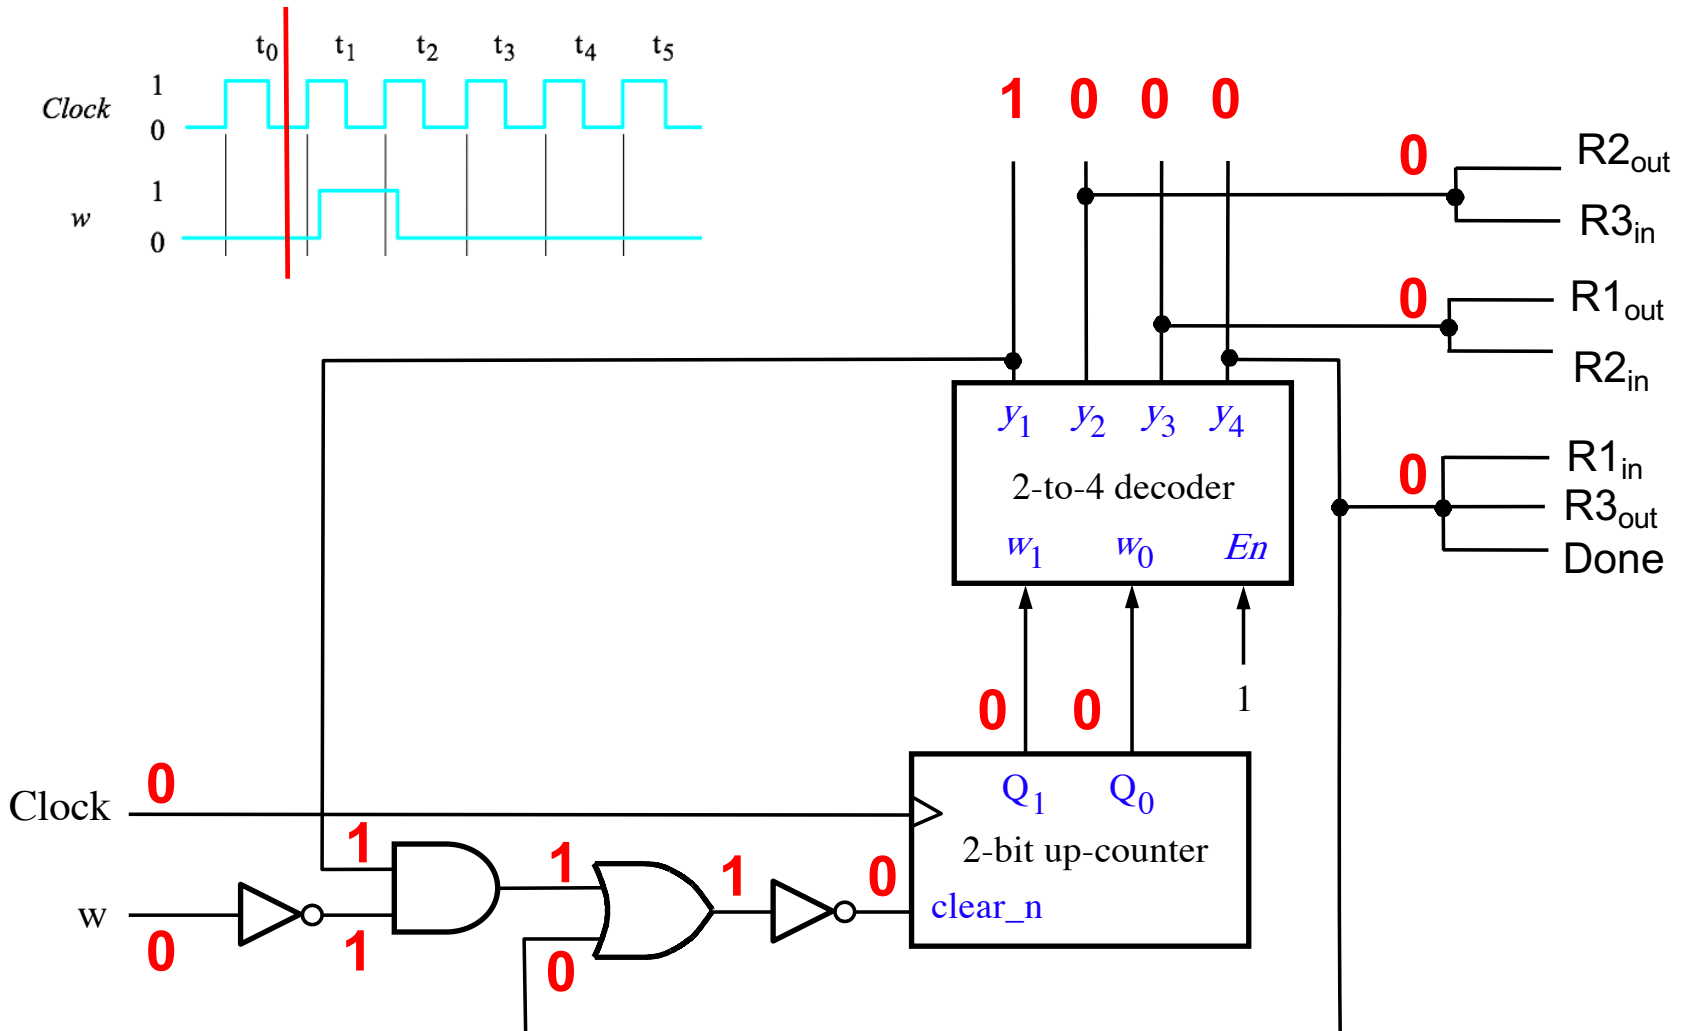 t0 t1 t2 t3 t4 t5
1
Clock
0
1
w
0
1 0 0 0
0
R2out
R3in
0
R1out
R2in
y1 y2 y3 y4
2-to-4 decoder
w1 w0 En
0
R1in
R3out
Done
0 0 1
Clock 0
Q1 Q0
2-bit up-counter
clear_n
1 1 1 0
w
0 1 0